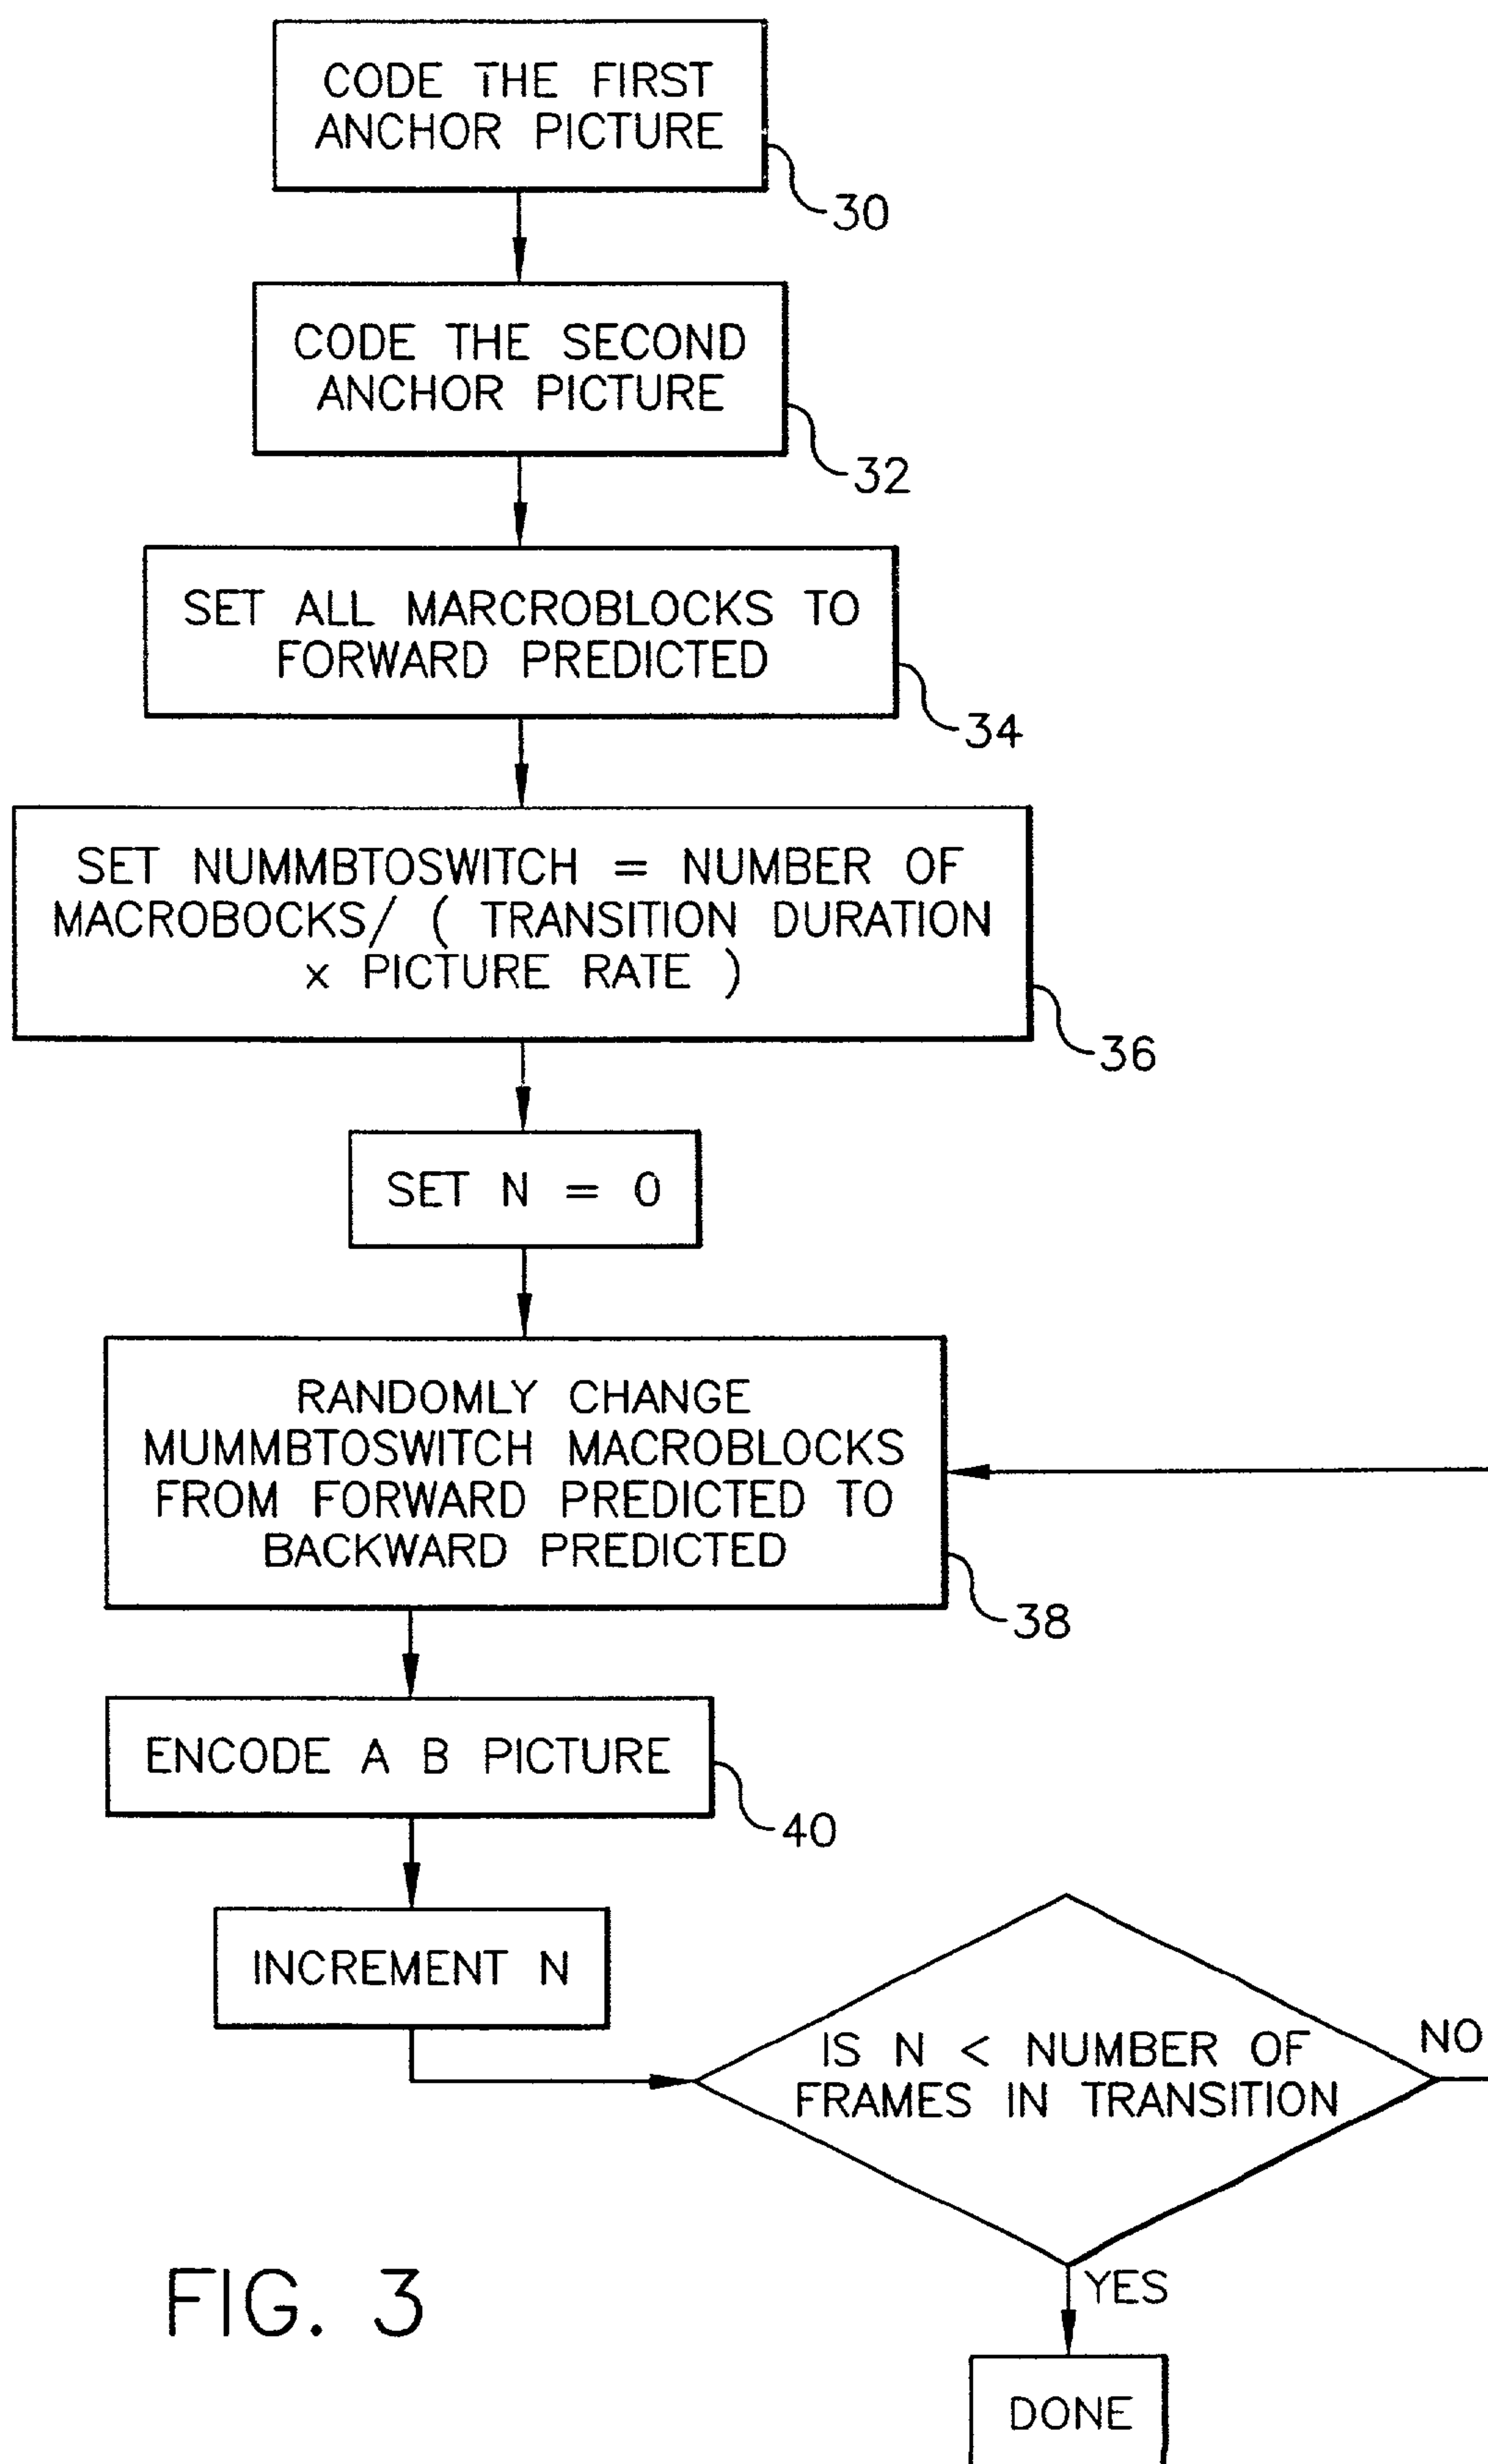 CODE THE FIRST
ANCHOR PICTURE
30
CODE THE SECOND
ANCHOR PICTURE
32
SET ALL MARCROBLOCKS TO
FORWARD PREDICTED
34
SET NUMMBTOSWITCH = NUMBER OF
MACROBOCKS/ ( TRANSITION DURATION
x PICTURE RATE )
36
SET N = 0
RANDOMLY CHANGE
MUMMBTOSWITCH MACROBLOCKS
FROM FORWARD PREDICTED TO
BACKWARD PREDICTED
38
ENCODE A B PICTURE
40
INCREMENT N
IS N < NUMBER OF
FRAMES IN TRANSITION
NO
YES
DONE
FIG. 3